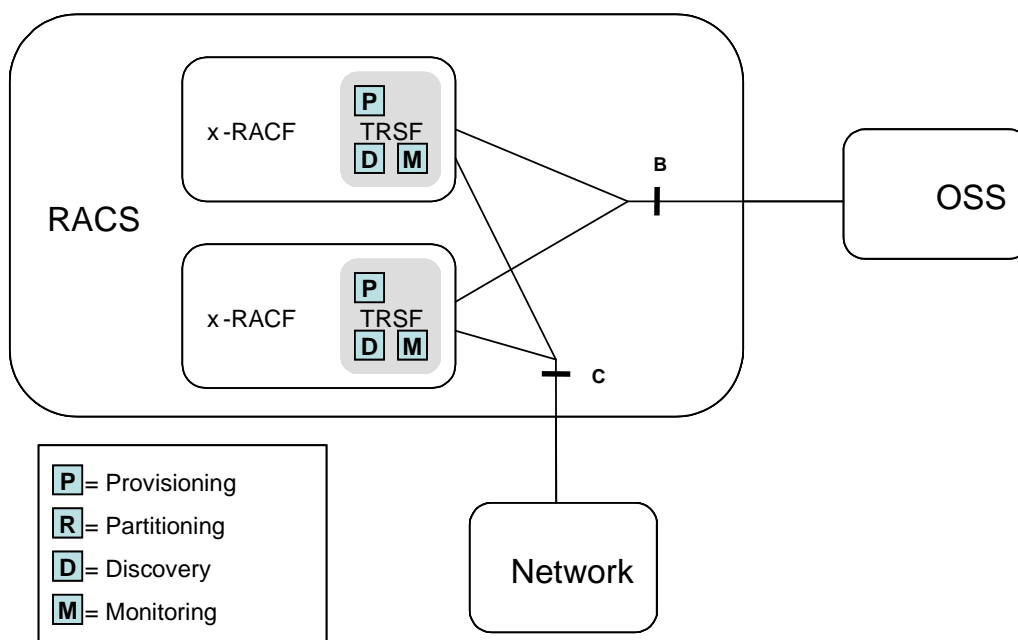 P
x-RACF
TRSF
D M
B
OSS
RACS
P
x-RACF
TRSF
D M
C
P = Provisioning
R = Partitioning
D = Discovery
M = Monitoring
Network